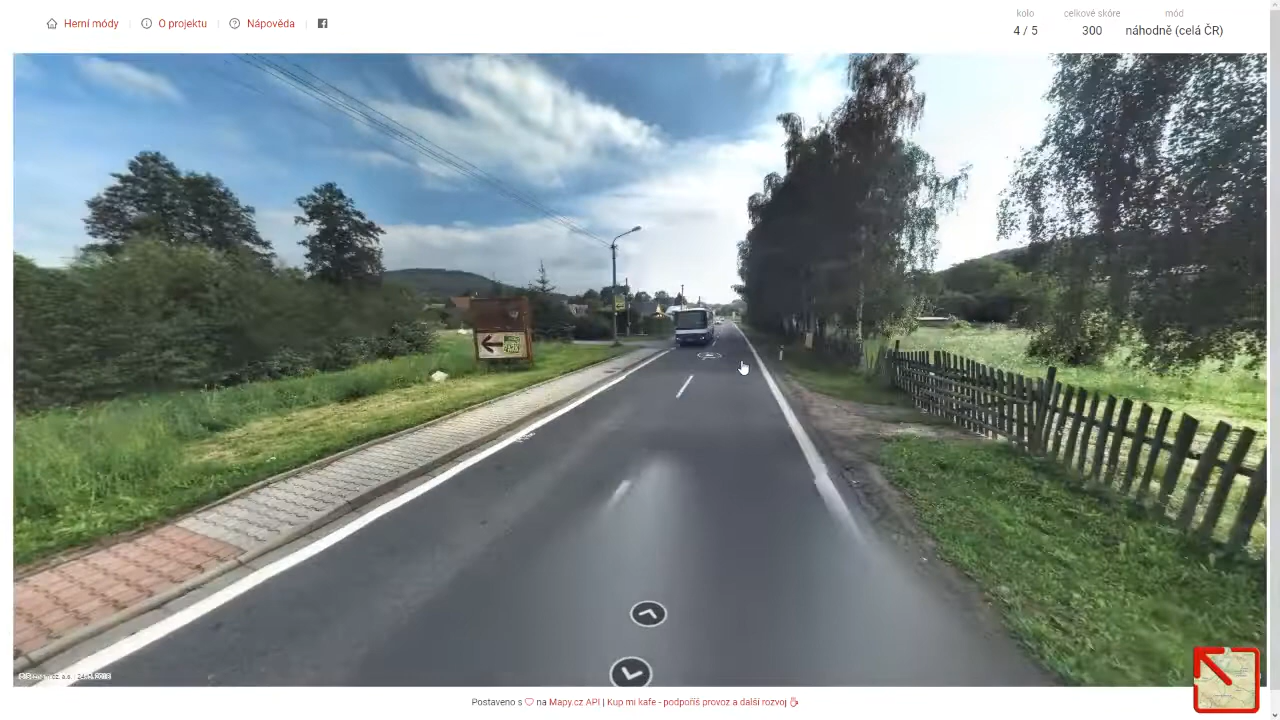 Herní módy
O projektu
Nápověda
kolo
celkové skóre
mód
4 / 5
300
náhodně (celá ČR)
Postaveno s na Mapy.cz API | Kup mi kafe - podpoříš provoz a další rozvoj